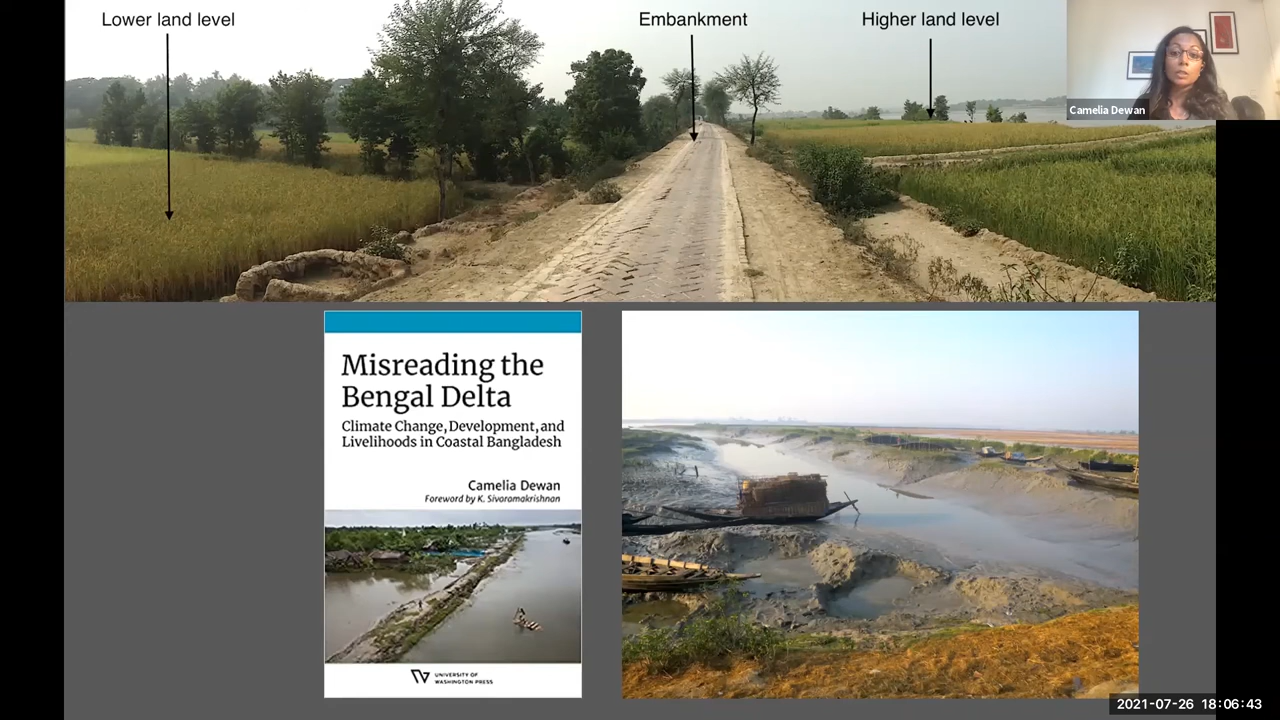 Lower land level
Embankment
Higher land level
Camelia Dewan
Misreading the
Bengal Delta
Climate Change, Development, and
Livelihoods in Coastal Bangladesh
Camelia Dewan
Foreword by K. Sivaramakrishnan
UNIVERSITY OF
WASHINGTON PRESS
2021-07-26 18:06:43